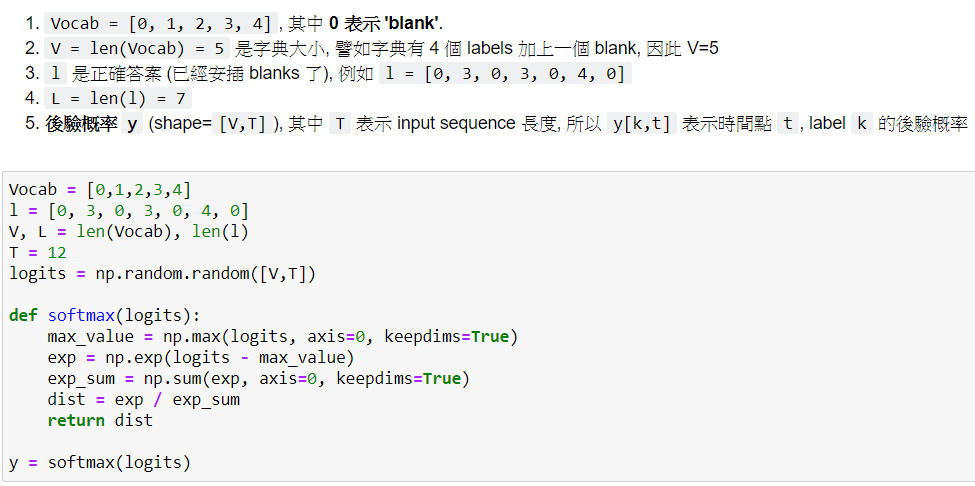 1. Vocab = [0, 1, 2, 3, 4] , 其中 0 表示 'blank'.
2. V = len(Vocab) = 5 是字典大小, 譬如字典有 4 個 labels 加上一個 blank, 因此 V=5
3. l 是正確答案 (已經安插 blanks 了), 例如 l = [0, 3, 0, 3, 0, 4, 0]
4. L = len(l) = 7
5. 後驗概率 y (shape= [V,T] ), 其中 T 表示 input sequence 長度, 所以 y[k,t] 表示時間點 t , label k 的後驗概率
Vocab = [0,1,2,3,4]
l = [0, 3, 0, 3, 0, 4, 0]
V, L = len(Vocab), len(l)
T = 12
logits = np.random.random([V,T])
def softmax(logits):
    max_value = np.max(logits, axis=0, keepdims=True)
    exp = np.exp(logits - max_value)
    exp_sum = np.sum(exp, axis=0, keepdims=True)
    dist = exp / exp_sum
    return dist
y = softmax(logits)